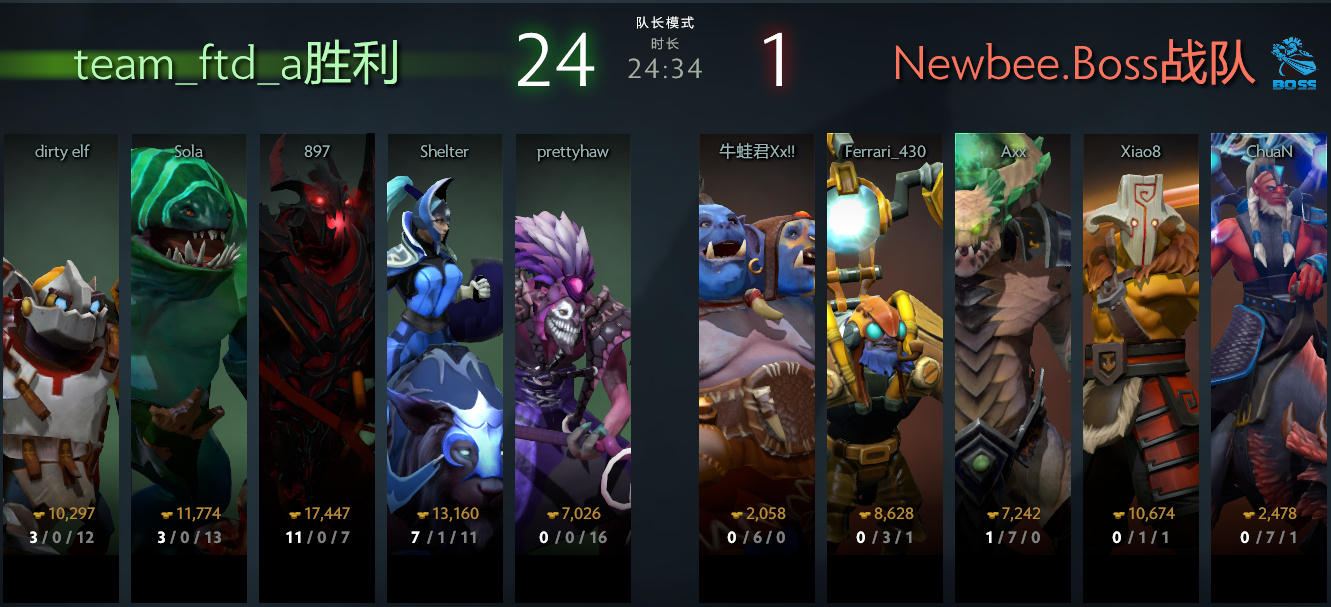 队长模式
team_ftd_a胜利
24
时长
24:34
1
Newbee.Boss战队
BOSS
dirty elf
Sola
897
Shelter
prettyhaw
牛蛙君Xx!!
Ferrari_430
Axx
Xiao8
ChuaN
10,297
11,774
17,447
13,160
7,026
2,058
8,628
7,242
10,674
2,478
3 / 0 / 12
3 / 0 / 13
11 / 0 / 7
7 / 1 / 11
0 / 0 / 16
0 / 6 / 0
0 / 3 / 1
1 / 7 / 0
0 / 1 / 1
0 / 7 / 1